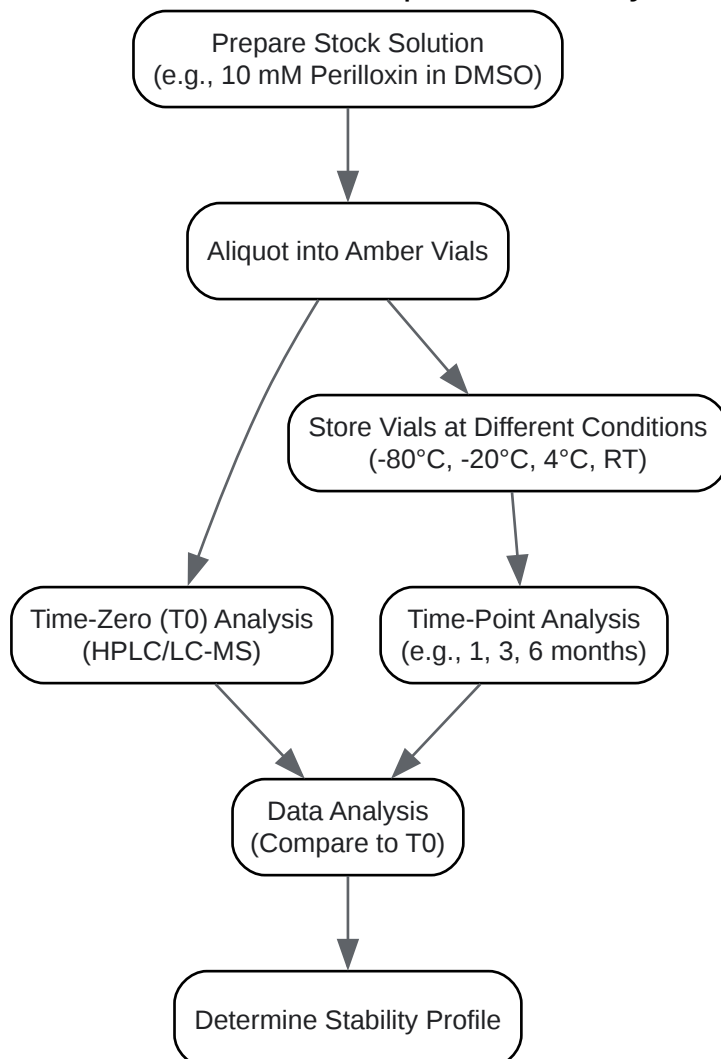 Prepare Stock Solution
(e.g., 10 mM Perilloxin in DMSO)
Aliquot into Amber Vials
Store Vials at Different Conditions
(-80°C, -20°C, 4°C, RT)
Time-Zero (T0) Analysis
(HPLC/LC-MS)
Time-Point Analysis
(e.g., 1, 3, 6 months)
Data Analysis
(Compare to T0)
Determine Stability Profile